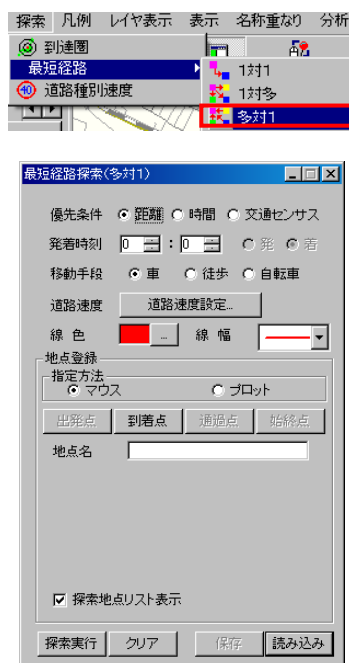 探索 凡例 レイヤ表示 表示 名称重なり 分析
到達圏
最短経路 1対1
40 道路種別速度 1対多
多対1
最短経路探索(多対1)
優先条件 距離 時間 交通センサス
発着時刻 0 : 0 発 着
移動手段 車 徒歩 自転車
道路速度 道路速度設定...
線 色 ... 線 幅
地点登録
指定方法
マウス プロット
出発点 到着点 通過点 始終点
地点名
探索地点リスト表示
探索実行 クリア 保存 読み込み